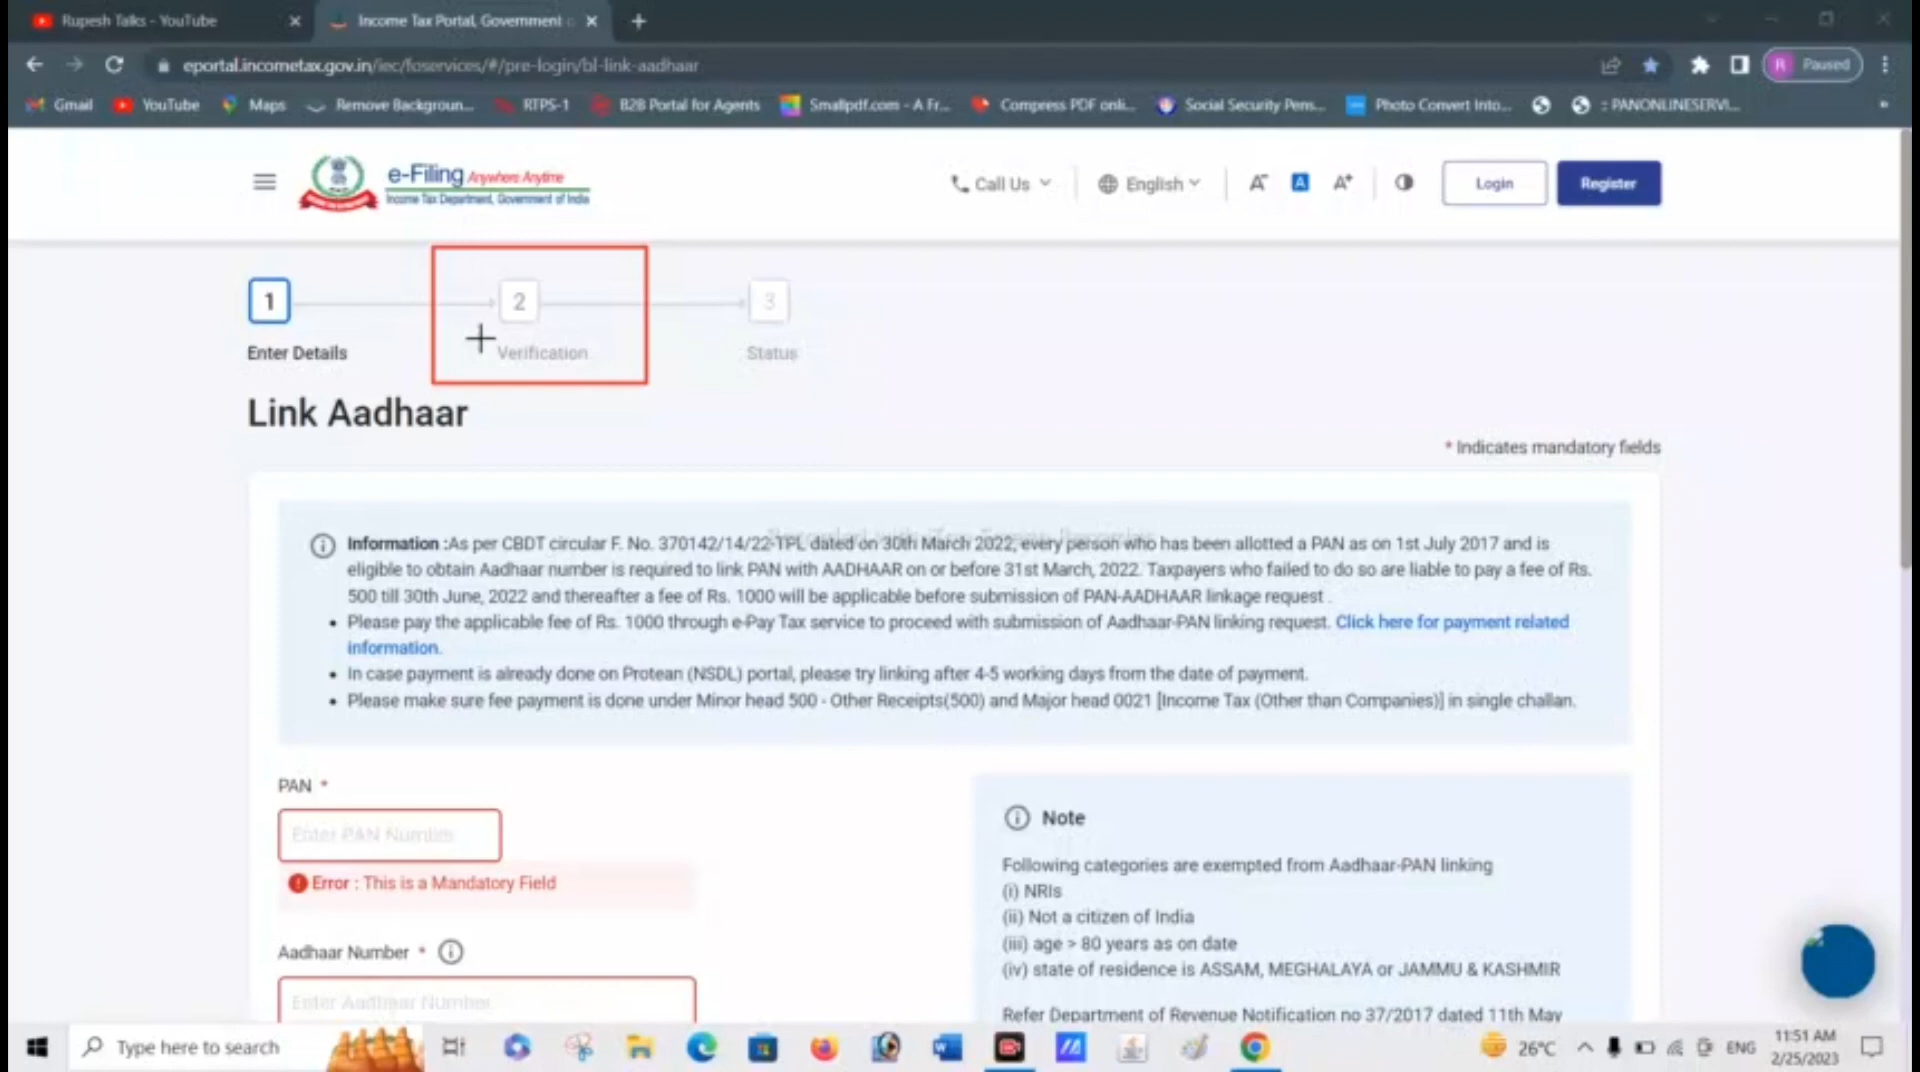 Rupesh Talks - YouTube
Income Tax Portal, Government
eportal.incometax.gov.in/iec/foservices/#/pre-login/bl-link-aadhaar
R Paused
Gmail YouTube Maps Remove Backgroun... RTPS-1 B2B Portal for Agents Smallpdf.com - A Fr... Compress PDF onli... Social Security Pens... Photo Convert Into... : PANONLINESERVI...
e-Filing Anywhere Anytime
Income Tax Department, Government of India
Call Us English A A A+ Login Register
1 2 3
Enter Details Verification Status
Link Aadhaar
* Indicates mandatory fields
Information :As per CBDT circular F. No. 370142/14/22-TPL dated on 30th March 2022, every person who has been allotted a PAN as on 1st July 2017 and is
eligible to obtain Aadhaar number is required to link PAN with AADHAAR on or before 31st March, 2022. Taxpayers who failed to do so are liable to pay a fee of Rs.
500 till 30th June, 2022 and thereafter a fee of Rs. 1000 will be applicable before submission of PAN-AADHAAR linkage request .
• Please pay the applicable fee of Rs. 1000 through e-Pay Tax service to proceed with submission of Aadhaar-PAN linking request. Click here for payment related
information.
• In case payment is already done on Protean (NSDL) portal, please try linking after 4-5 working days from the date of payment.
• Please make sure fee payment is done under Minor head 500 - Other Receipts(500) and Major head 0021 [Income Tax (Other than Companies)] in single challan.
PAN *
Enter PAN Number
Error : This is a Mandatory Field
Aadhaar Number *
Enter Aadhaar Number
Note
Following categories are exempted from Aadhaar-PAN linking
(i) NRIs
(ii) Not a citizen of India
(iii) age > 80 years as on date
(iv) state of residence is ASSAM, MEGHALAYA or JAMMU & KASHMIR
Refer Department of Revenue Notification no 37/2017 dated 11th May
Type here to search
26°C ENG
11:51 AM
2/25/2023